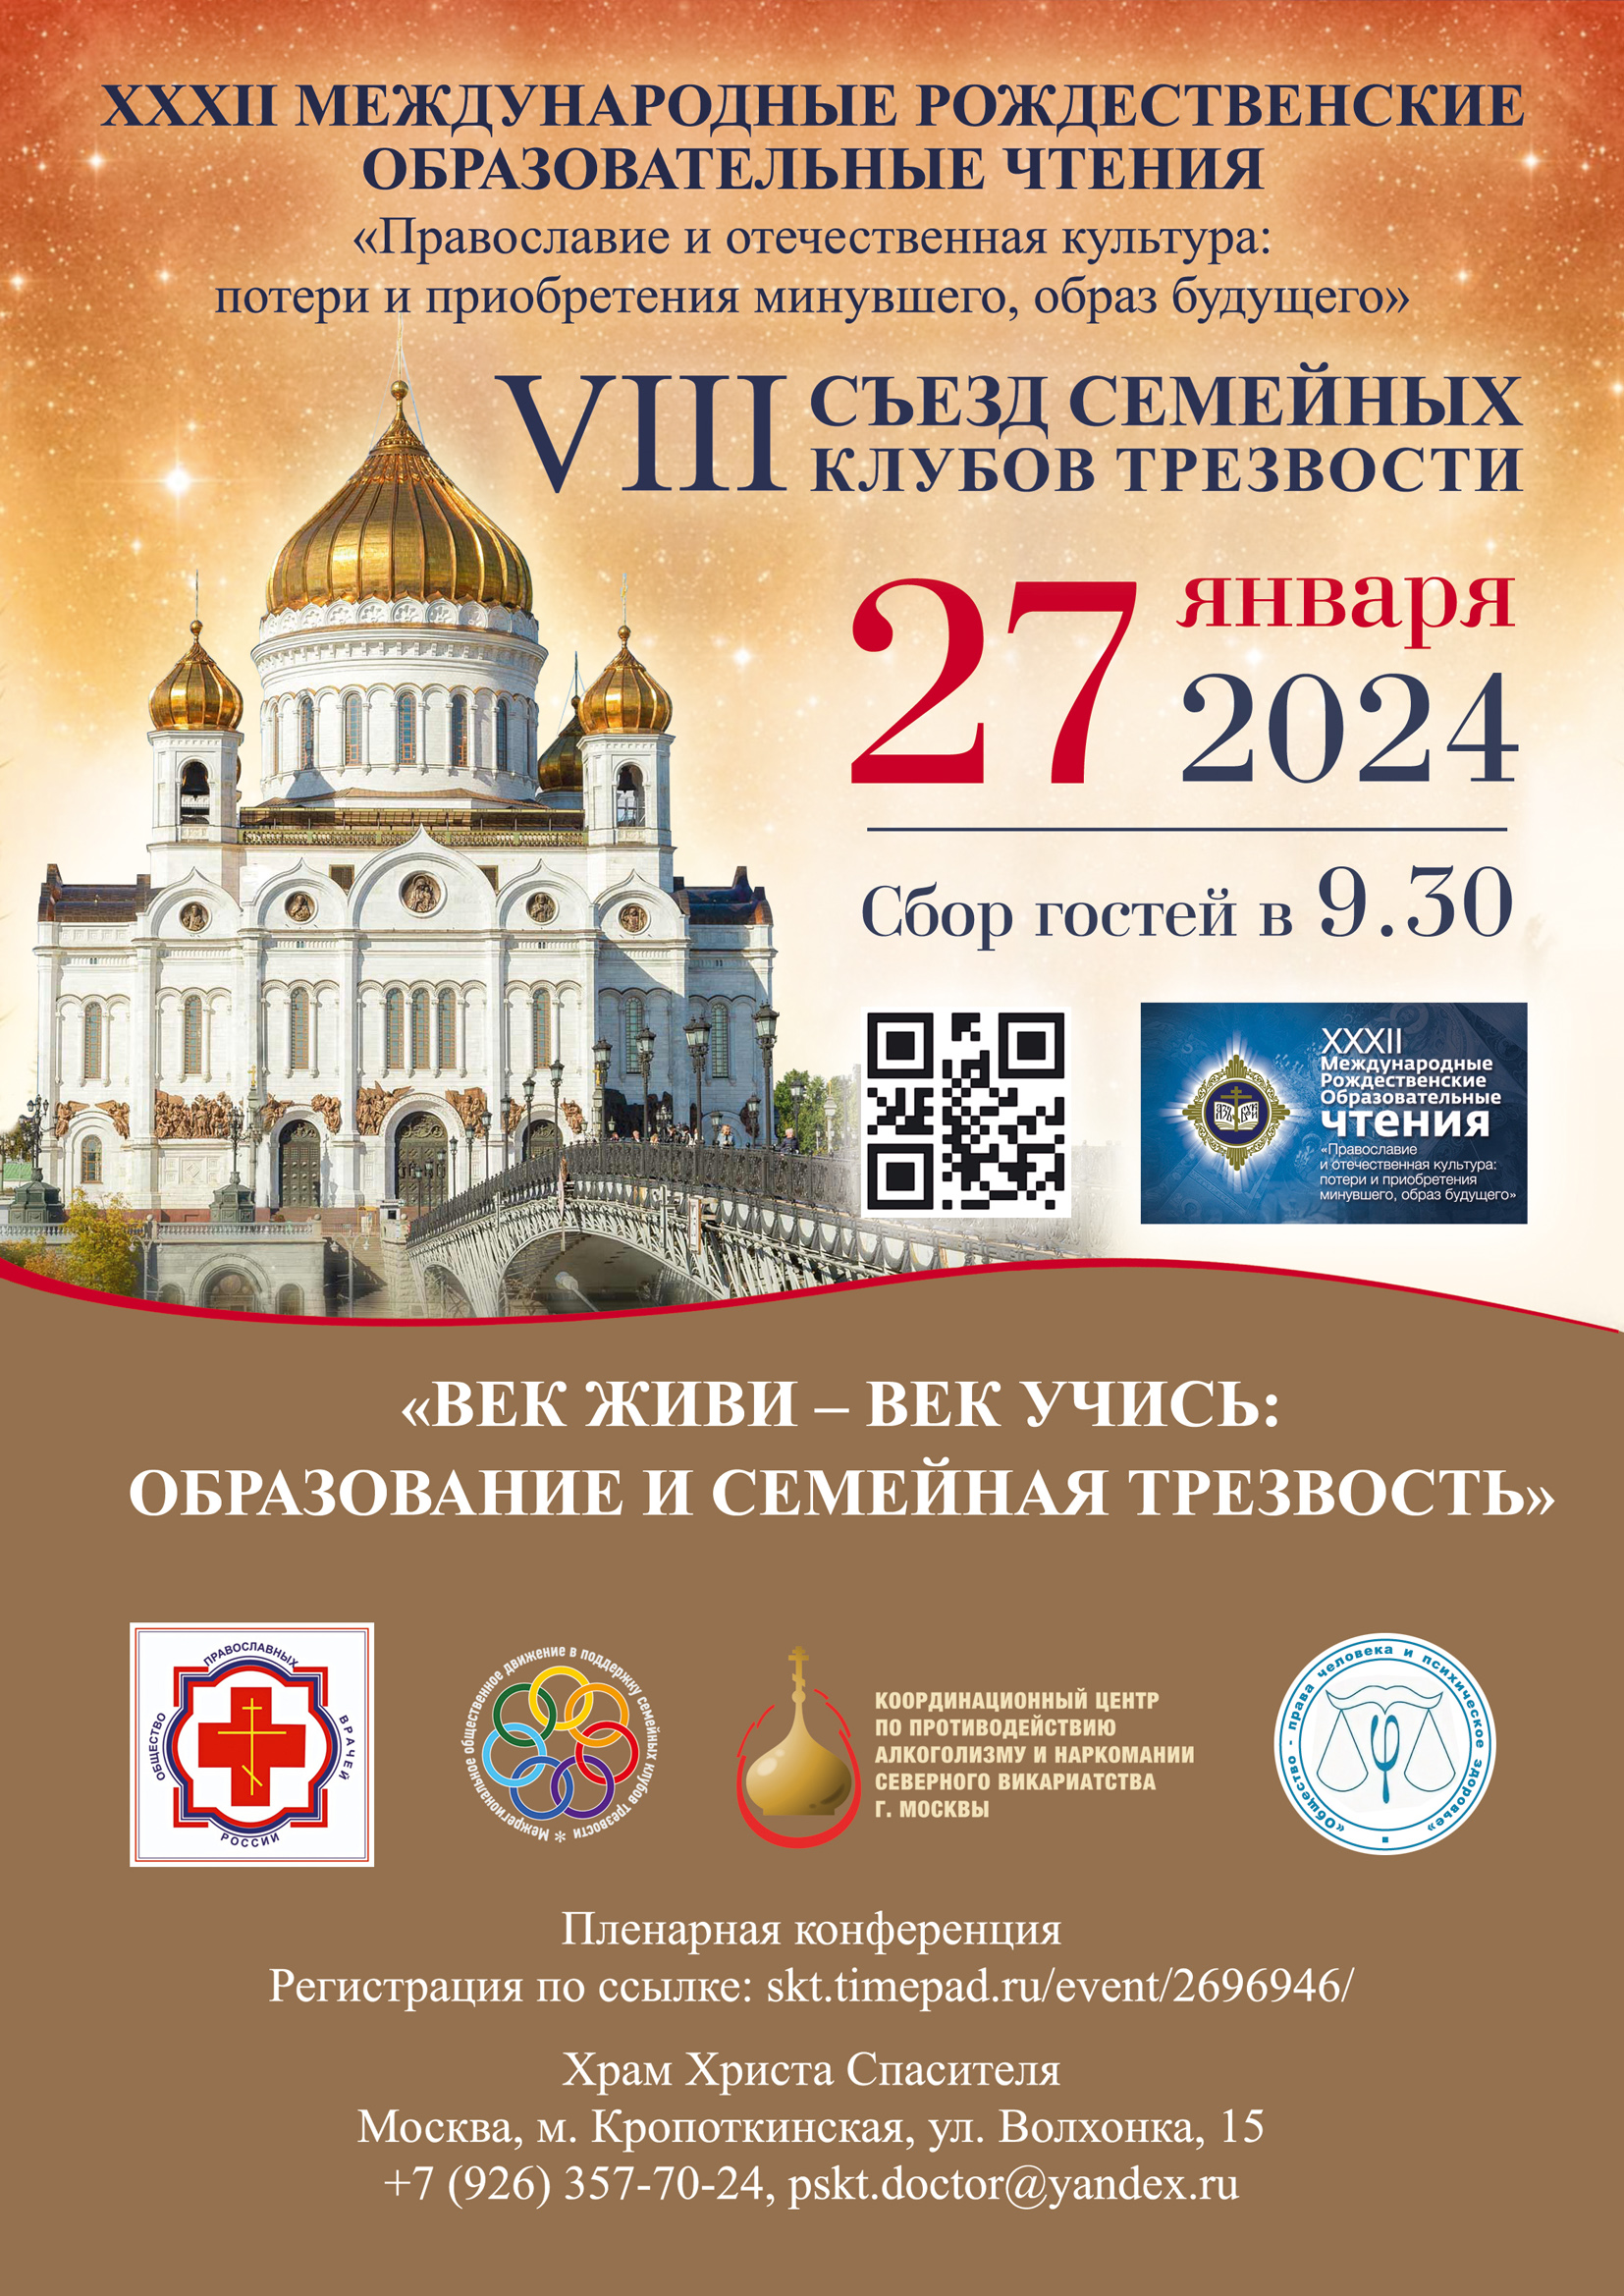 XXXII МЕЖДУНАРОДНЫЕ РОЖДЕСТВЕНСКИЕ
ОБРАЗОВАТЕЛЬНЫЕ ЧТЕНИЯ
«Православие и отечественная культура:
потери и приобретения минувшего, образ будущего»
VIII СЪЕЗД СЕМЕЙНЫХ
КЛУБОВ ТРЕЗВОСТИ
27 января
2024
Сбор гостей в 9.30
XXXII
Международные
Рождественские
Образовательные
чтения
«Православие
и отечественная культура:
потери и приобретения
минувшего, образ будущего»
«ВЕК ЖИВИ – ВЕК УЧИСЬ:
ОБРАЗОВАНИЕ И СЕМЕЙНАЯ ТРЕЗВОСТЬ»
ОБЩЕСТВО ПРАВОСЛАВНЫХ ВРАЧЕЙ РОССИИ
Межрегиональное общественное движение в поддержку семейных клубов трезвости *
КООРДИНАЦИОННЫЙ ЦЕНТР
ПО ПРОТИВОДЕЙСТВИЮ
АЛКОГОЛИЗМУ И НАРКОМАНИИ
СЕВЕРНОГО ВИКАРИАТСТВА
Г. МОСКВЫ
«Общество - права человека и психическое здоровье»
Пленарная конференция
Регистрация по ссылке: skt.timepad.ru/event/2696946/
Храм Христа Спасителя
Москва, м. Кропоткинская, ул. Волхонка, 15
+7 (926) 357-70-24, pskt.doctor@yandex.ru